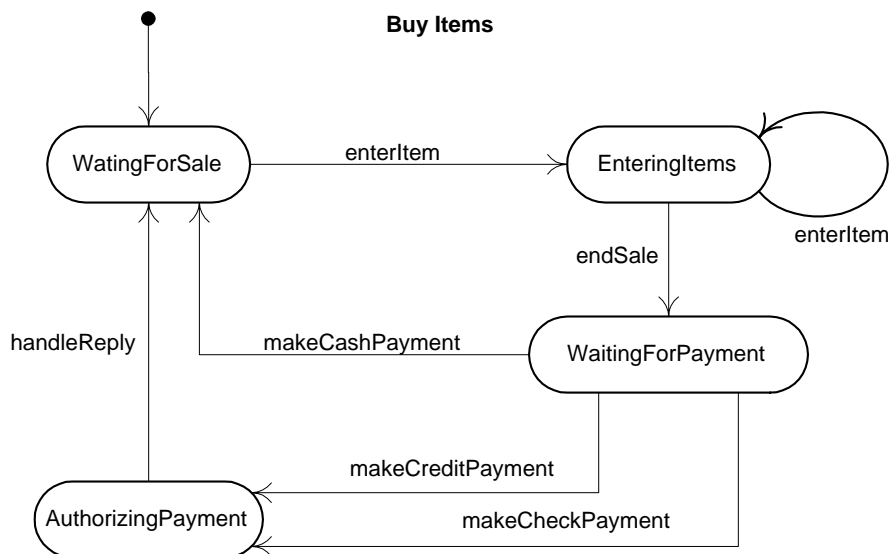 Buy Items
WatingForSale
enterItem
EnteringItems
enterItem
endSale
handleReply
makeCashPayment
WaitingForPayment
makeCreditPayment
AuthorizingPayment
makeCheckPayment